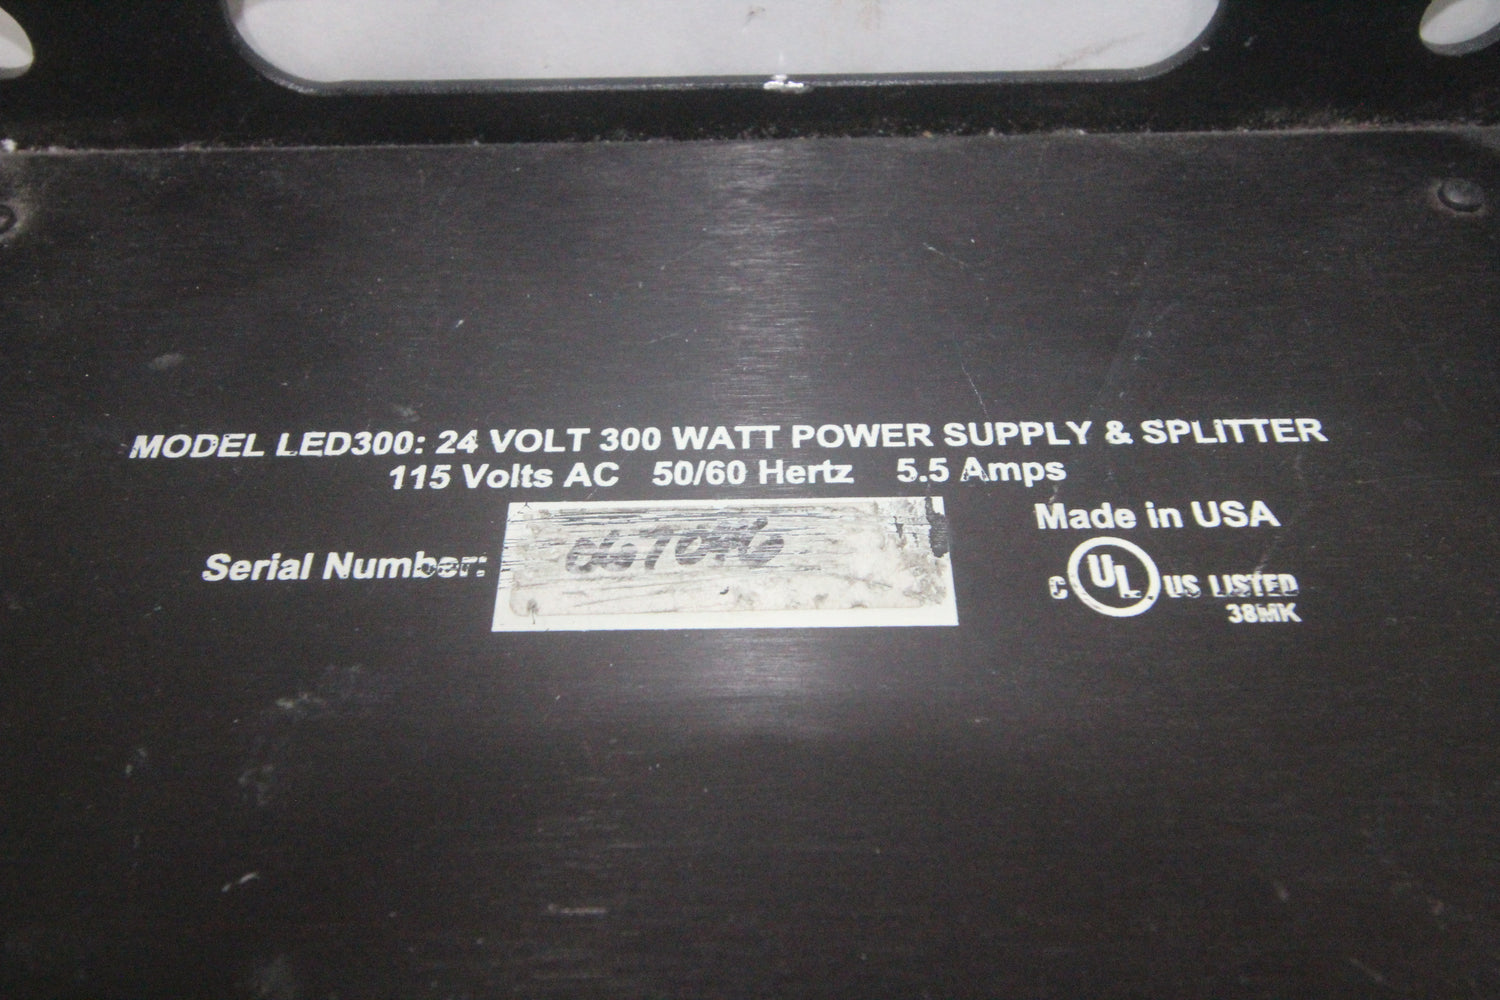 MODEL LED300: 24 VOLT 300 WATT POWER SUPPLY & SPLITTER
115 Volts AC 50/60 Hertz 5.5 Amps
Made in USA
Serial Number:
C UL US LISTED
38MK